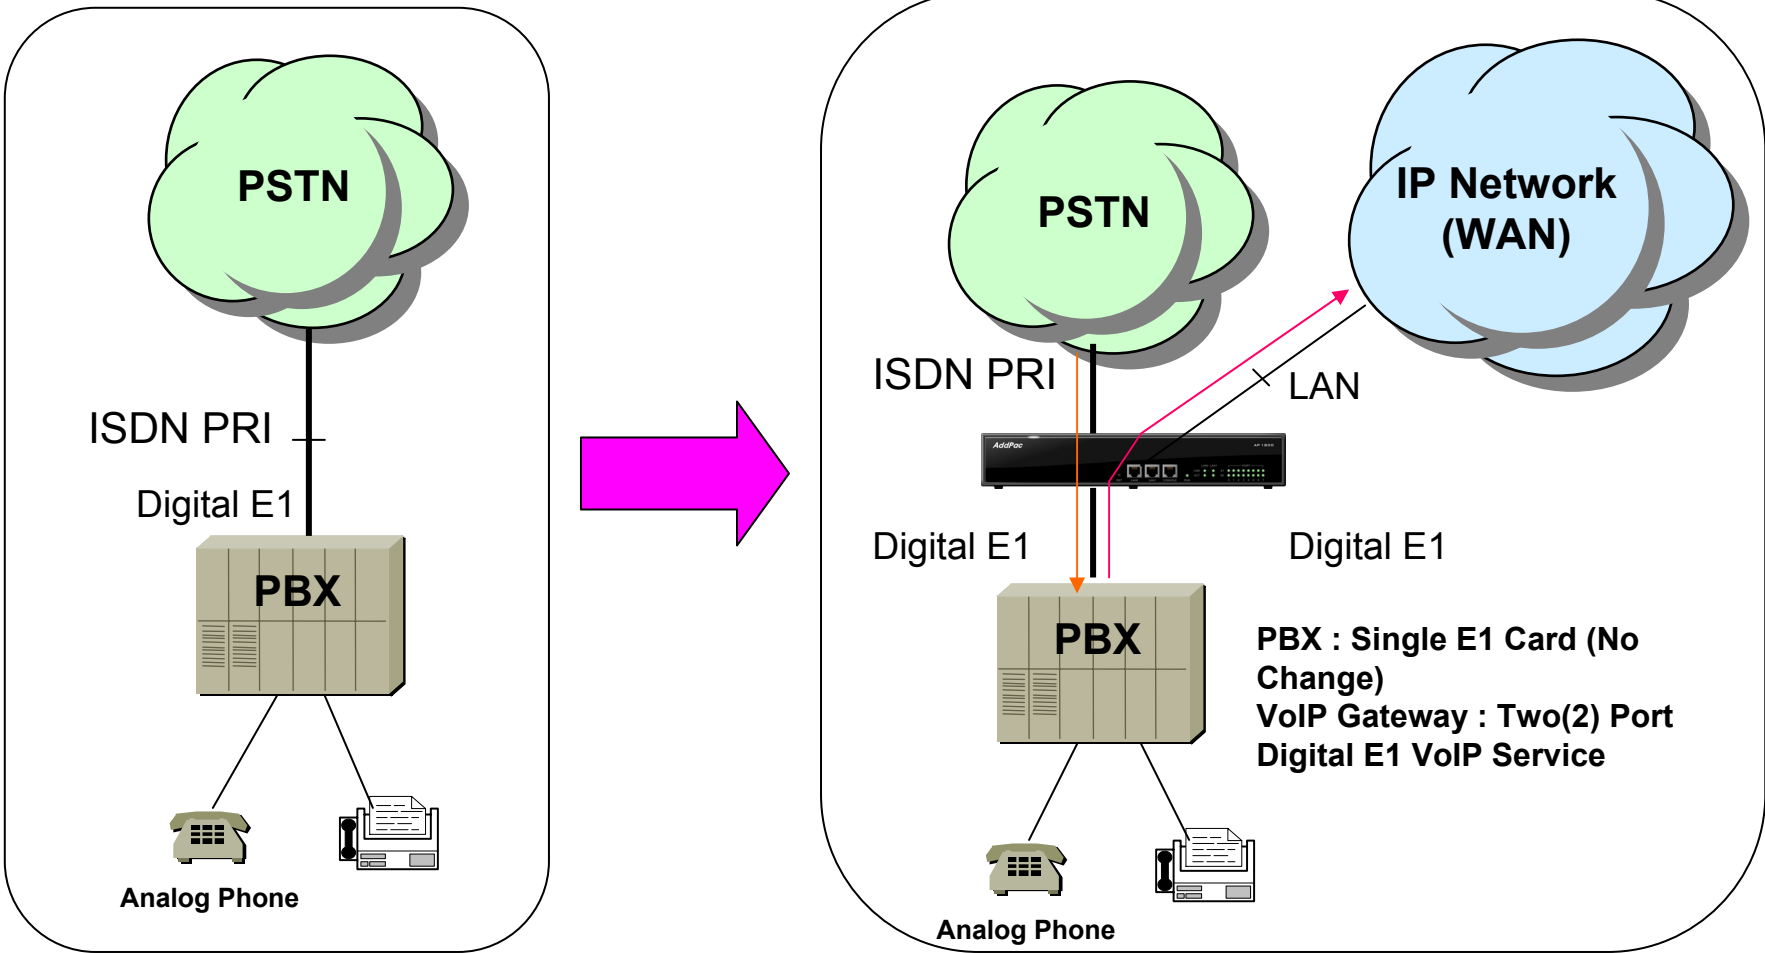 PSTN
ISDN PRI
Digital E1
PBX
Analog Phone
PSTN
IP Network
(WAN)
ISDN PRI
LAN
AddPac
Digital E1
Digital E1
PBX
PBX : Single E1 Card (No
Change)
VoIP Gateway : Two(2) Port
Digital E1 VoIP Service
Analog Phone